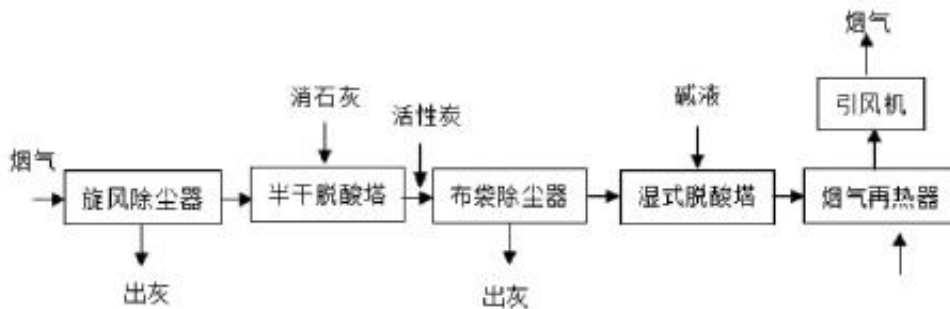 烟气
引风机
消石灰
活性炭
碱液
烟气
旋风除尘器
半干脱酸塔
布袋除尘器
湿式脱酸塔
烟气再热器
出灰
出灰